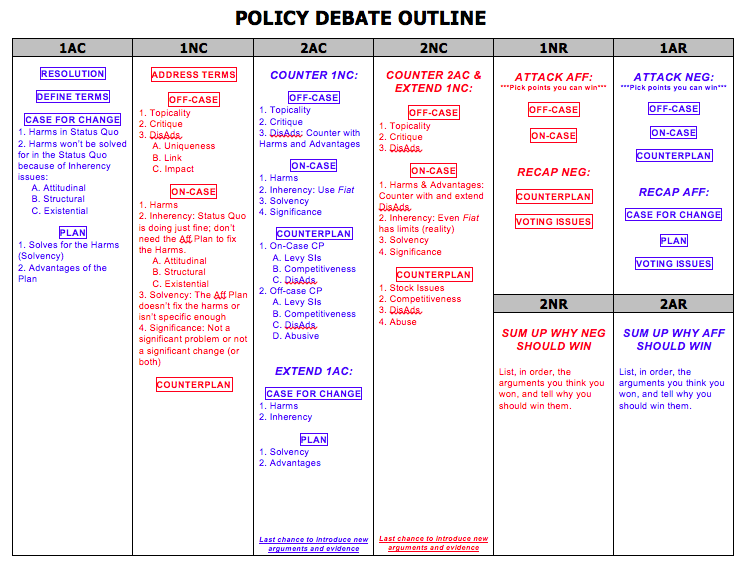 POLICY DEBATE OUTLINE
1AC
RESOLUTION
DEFINE TERMS
CASE FOR CHANGE
1. Harms in Status Quo
2. Harms won't be solved
for in the Status Quo
because of Inherency
issues:
A. Attitudinal
B. Structural
C. Existential
PLAN
1. Solves for the Harms
(Solvency)
2. Advantages of the
Plan
1NC
ADDRESS TERMS
OFF-CASE
1. Topicality
2. Critique
3. DisAds
A. Uniqueness
B. Link
C. Impact
ON-CASE
1. Harms
2. Inherency: Status Quo
is doing just fine; don't
need the Aff Plan to fix
the Harms.
A. Attitudinal
B. Structural
C. Existential
3. Solvency: The Aff Plan
doesn't fix the harms or
isn't specific enough
4. Significance: Not a
significant problem or not
a significant change (or
both)
COUNTERPLAN
2AC
COUNTER 1NC:
OFF-CASE
1. Topicality
2. Critique
3. DisAds: Counter with
Harms and Advantages
ON-CASE
1. Harms
2. Inherency: Use Fiat
3. Solvency
4. Significance
COUNTERPLAN
1. On-Case CP
A. Levy SIs
B. Competitiveness
C. DisAds
2. Off-case CP
A. Levy SIs
B. Competitiveness
C. DisAds
D. Abusive
EXTEND 1AC:
CASE FOR CHANGE
1. Harms
2. Inherency
PLAN
1. Solvency
2. Advantages
Last chance to introduce new
arguments and evidence
2NC
COUNTER 2AC &
EXTEND 1NC:
OFF-CASE
1. Topicality
2. Critique
3. DisAds
ON-CASE
1. Harms & Advantages:
Counter with and extend
DisAds
2. Inherency: Even Fiat
has limits (reality)
3. Solvency
4. Significance
COUNTERPLAN
1. Stock Issues
2. Competitiveness
3. DisAds
4. Abuse
Last chance to introduce new
arguments and evidence
1NR
ATTACK AFF:
***Pick points you can win***
OFF-CASE
ON-CASE
RECAP NEG:
COUNTERPLAN
VOTING ISSUES
2NR
SUM UP WHY NEG
SHOULD WIN
List, in order, the
arguments you think you
won, and tell why you
should win them.
1AR
ATTACK NEG:
***Pick points you can win***
OFF-CASE
ON-CASE
COUNTERPLAN
RECAP AFF:
CASE FOR CHANGE
PLAN
VOTING ISSUES
2AR
SUM UP WHY AFF
SHOULD WIN
List, in order, the
arguments you think you
won, and tell why you
should win them.